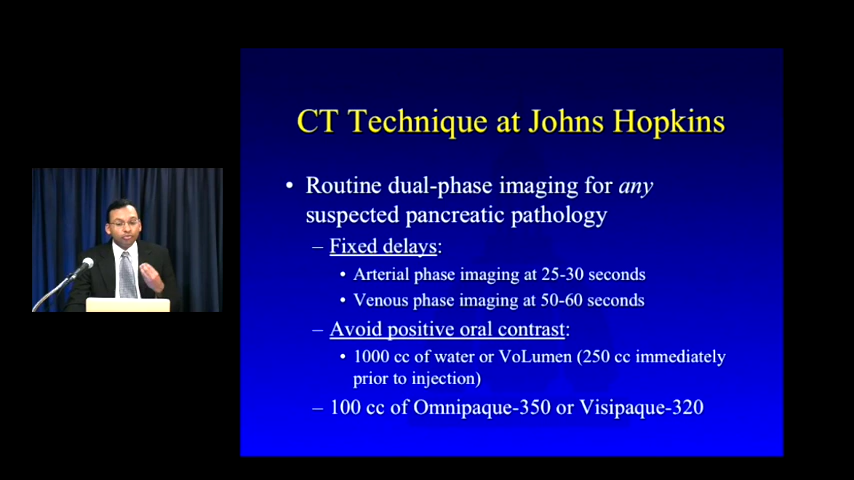 CT Technique at Johns Hopkins
• Routine dual-phase imaging for any
suspected pancreatic pathology
– Fixed delays:
• Arterial phase imaging at 25-30 seconds
• Venous phase imaging at 50-60 seconds
– Avoid positive oral contrast:
• 1000 cc of water or VoLumen (250 cc immediately
prior to injection)
– 100 cc of Omnipaque-350 or Visipaque-320